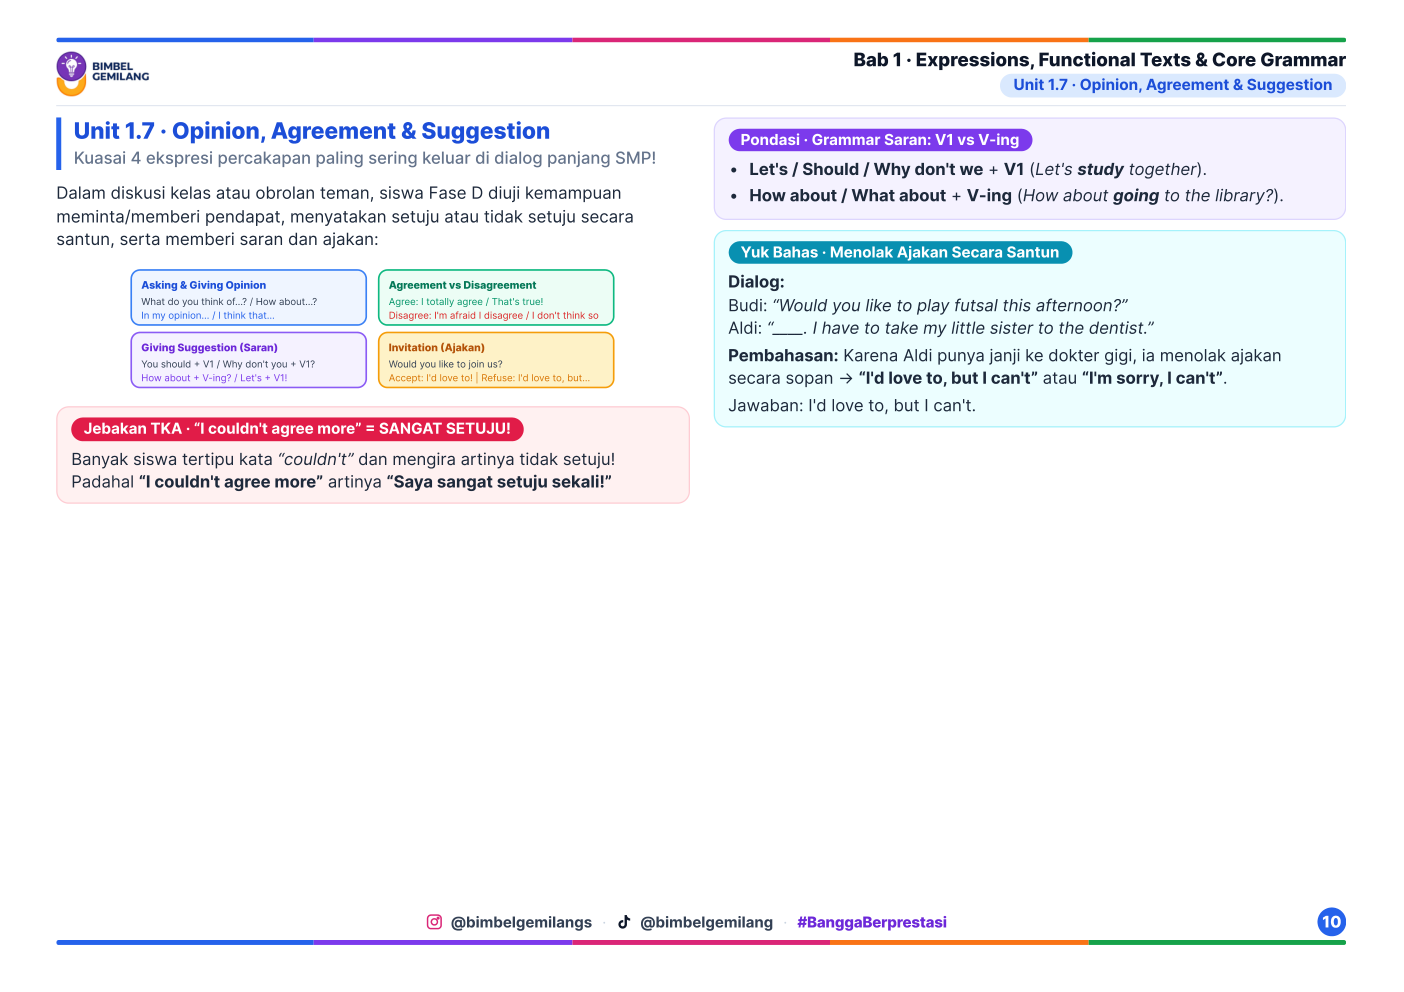 BIMBEL
GEMILANG
Bab 1 · Expressions, Functional Texts & Core Grammar
Unit 1.7 · Opinion, Agreement & Suggestion
Unit 1.7 · Opinion, Agreement & Suggestion
Kuasai 4 ekspresi percakapan paling sering keluar di dialog panjang SMP!
Dalam diskusi kelas atau obrolan teman, siswa Fase D diuji kemampuan
meminta/memberi pendapat, menyatakan setuju atau tidak setuju secara
santun, serta memberi saran dan ajakan:
Asking & Giving Opinion
What do you think of...? / How about...?
In my opinion... / I think that...
Agreement vs Disagreement
Agree: I totally agree / That's true!
Disagree: I'm afraid I disagree / I don't think so
Giving Suggestion (Saran)
You should + V1 / Why don't you + V1?
How about + V-ing? / Let's + V1!
Invitation (Ajakan)
Would you like to join us?
Accept: I'd love to! | Refuse: I'd love to, but...
Jebakan TKA · “I couldn't agree more” = SANGAT SETUJU!
Banyak siswa tertipu kata “couldn't” dan mengira artinya tidak setuju!
Padahal “I couldn't agree more” artinya “Saya sangat setuju sekali!”
Pondasi · Grammar Saran: V1 vs V-ing
• Let's / Should / Why don't we + V1 (Let's study together).
• How about / What about + V-ing (How about going to the library?).
Yuk Bahas · Menolak Ajakan Secara Santun
Dialog:
Budi: “Would you like to play futsal this afternoon?”
Aldi: “____. I have to take my little sister to the dentist.”
Pembahasan: Karena Aldi punya janji ke dokter gigi, ia menolak ajakan
secara sopan → “I'd love to, but I can't” atau “I'm sorry, I can't”.
Jawaban: I'd love to, but I can't.
@bimbelgemilangs · @bimbelgemilang · #BanggaBerprestasi
10